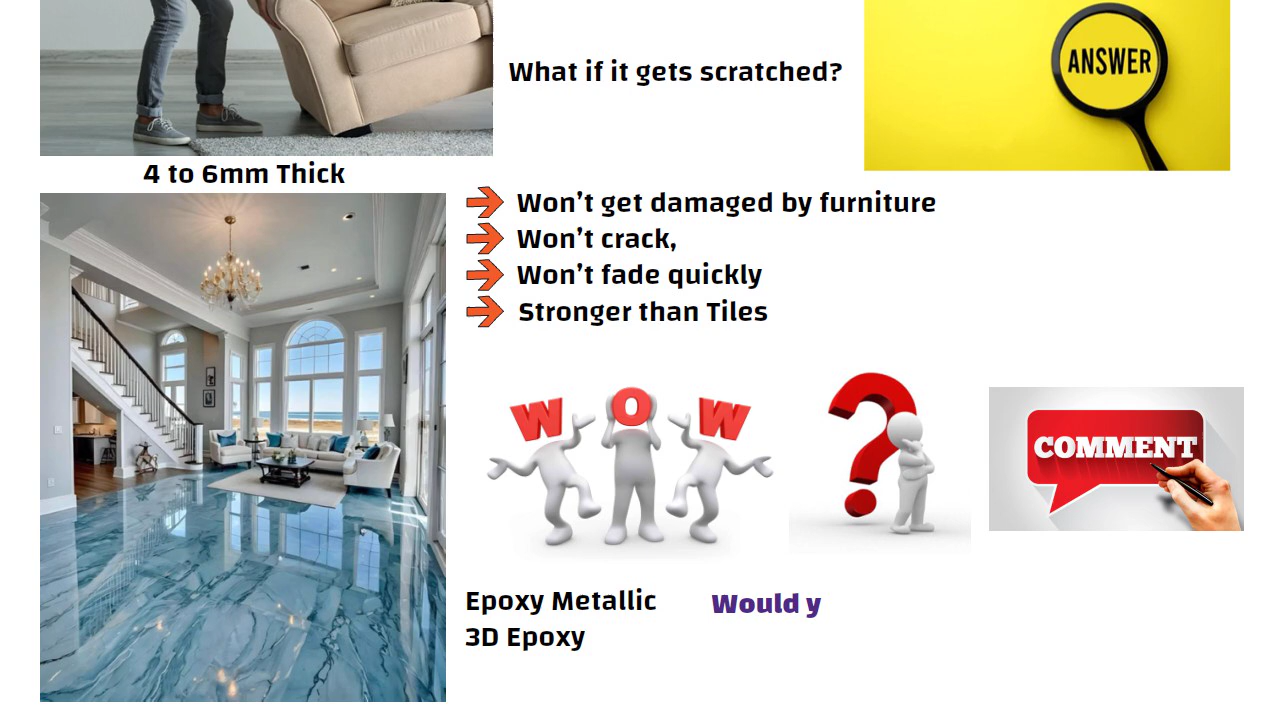 What if it gets scratched?
ANSWER
4 to 6mm Thick
Won't get damaged by furniture
Won't crack,
Won't fade quickly
Stronger than Tiles
WOW
COMMENT
Epoxy Metallic
3D Epoxy
Would y